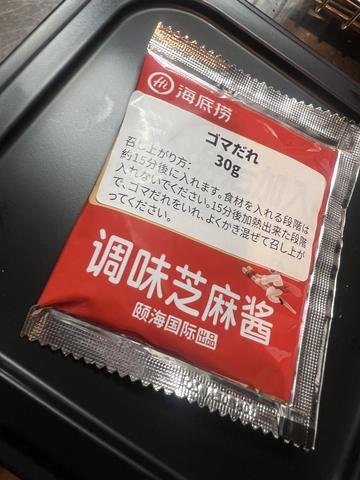 Hi 海底捞
ゴマだれ
30g
召し上がり方:
約15分後に入れます。食材を入れる段階は
入れないでください。15分後加熱出来た段階
で、ゴマだれをいれ、よくかき混ぜて召し上が
ってください。
调味芝麻酱
颐海国际出品